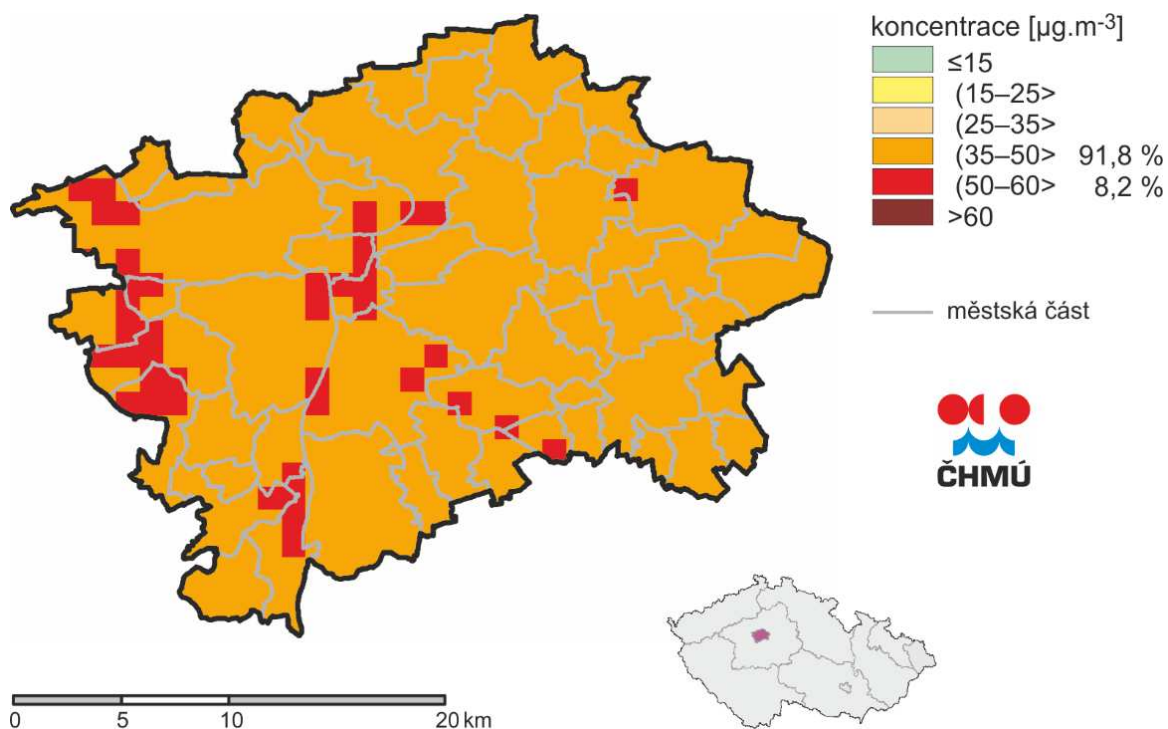 koncentrace [µg.m-3]
≤15
(15–25>
(25–35>
(35–50> 91,8 %
(50–60> 8,2 %
>60
městská část
ČHMÚ
0 5 10 20 km